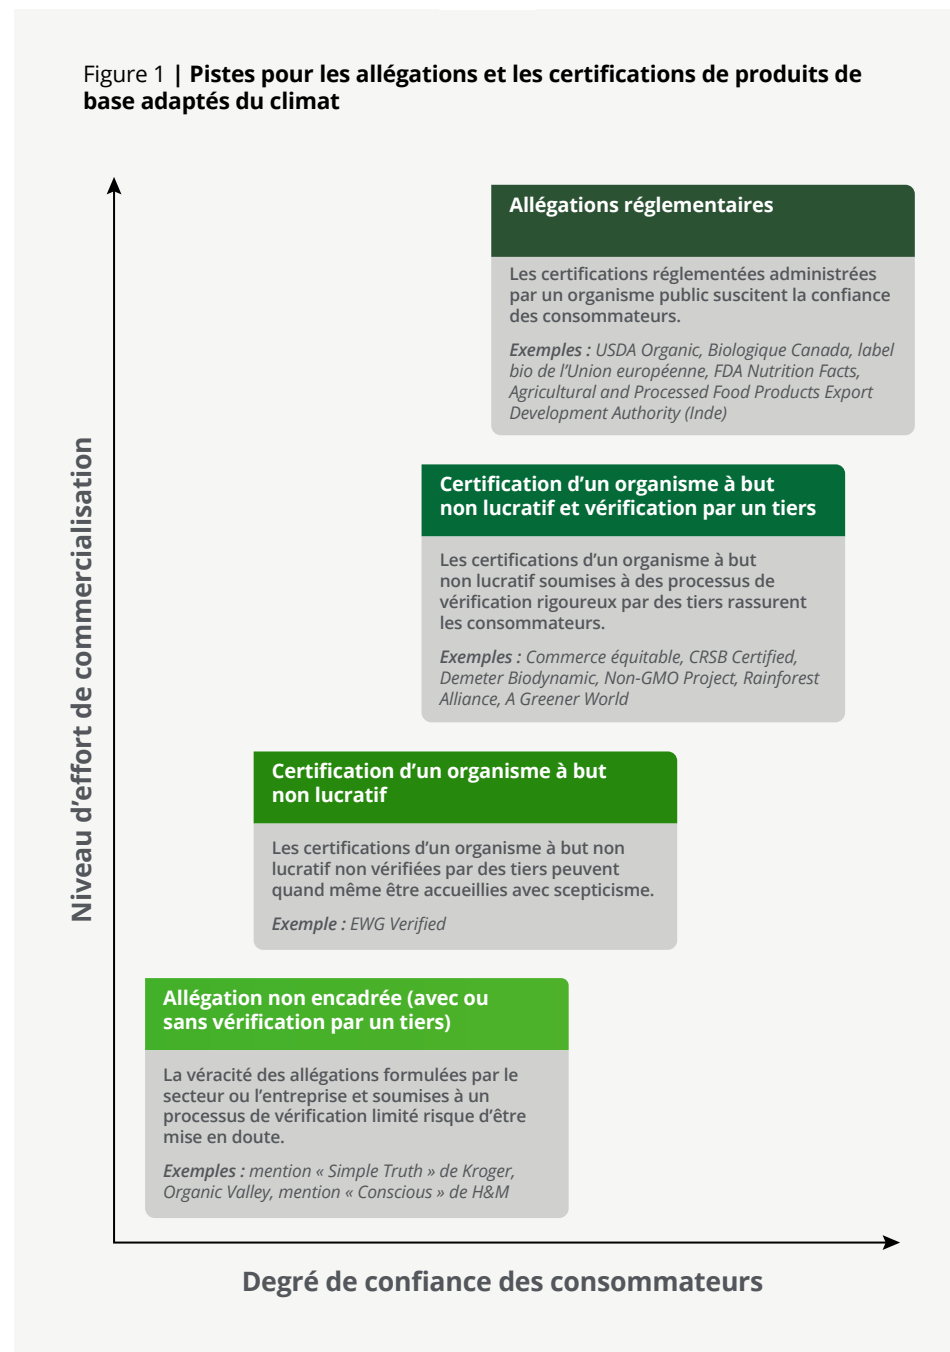 Figure 1 | Pistes pour les allégations et les certifications de produits de
base adaptés du climat
Niveau d’effort de commercialisation
Allégations réglementaires
Les certifications réglementées administrées
par un organisme public suscitent la confiance
des consommateurs.
Exemples : USDA Organic, Biologique Canada, label
bio de l’Union européenne, FDA Nutrition Facts,
Agricultural and Processed Food Products Export
Development Authority (Inde)
Certification d’un organisme à but
non lucratif et vérification par un tiers
Les certifications d’un organisme à but
non lucratif soumises à des processus de
vérification rigoureux par des tiers rassurent
les consommateurs.
Exemples : Commerce équitable, CRSB Certified,
Demeter Biodynamic, Non-GMO Project, Rainforest
Alliance, A Greener World
Certification d’un organisme à but
non lucratif
Les certifications d’un organisme à but non
lucratif non vérifiées par des tiers peuvent
quand même être accueillies avec scepticisme.
Exemple : EWG Verified
Allégation non encadrée (avec ou
sans vérification par un tiers)
La véracité des allégations formulées par le
secteur ou l’entreprise et soumises à un
processus de vérification limité risque d’être
mise en doute.
Exemples : mention « Simple Truth » de Kroger,
Organic Valley, mention « Conscious » de H&M
Degré de confiance des consommateurs